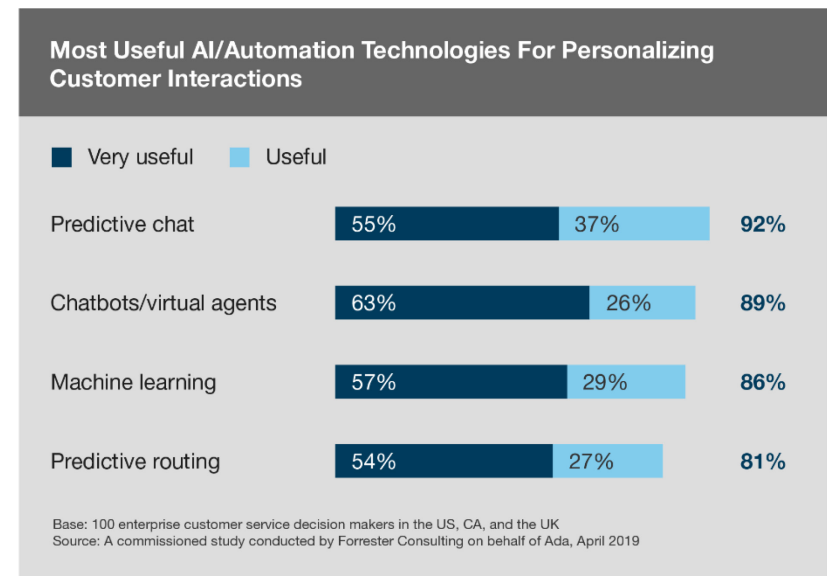 Most Useful AI/Automation Technologies For Personalizing
Customer Interactions
Very useful Useful
Predictive chat 55% 37% 92%
Chatbots/virtual agents 63% 26% 89%
Machine learning 57% 29% 86%
Predictive routing 54% 27% 81%
Base: 100 enterprise customer service decision makers in the US, CA, and the UK
Source: A commissioned study conducted by Forrester Consulting on behalf of Ada, April 2019